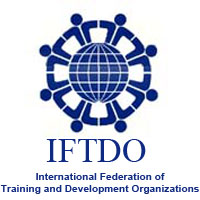 IFTDO
International Federation of
Training and Development Organizations